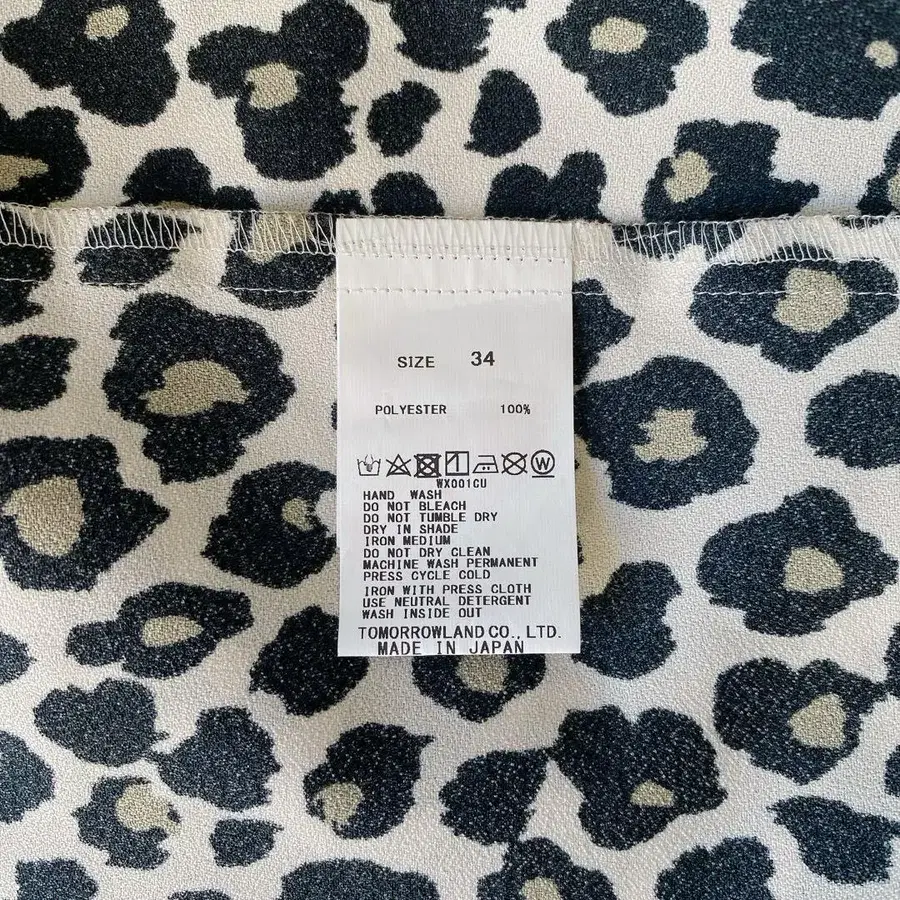 SIZE 34
POLYESTER 100%
WX001CU
HAND WASH
DO NOT BLEACH
DO NOT TUMBLE DRY
DRY IN SHADE
IRON MEDIUM
DO NOT DRY CLEAN
MACHINE WASH PERMANENT
PRESS CYCLE COLD
IRON WITH PRESS CLOTH
USE NEUTRAL DETERGENT
WASH INSIDE OUT
TOMORROWLAND CO., LTD.
MADE IN JAPAN